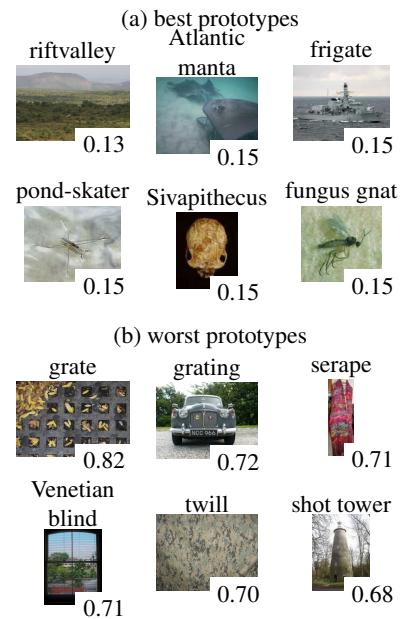 (a) best prototypes
riftvalley
Atlantic
manta
frigate
0.13
0.15
0.15
pond-skater
Sivapithecus
fungus gnat
0.15
0.15
0.15
(b) worst prototypes
grate
grating
serape
NCC 966
0.82
0.72
0.71
Venetian
blind
twill
shot tower
0.71
0.70
0.68